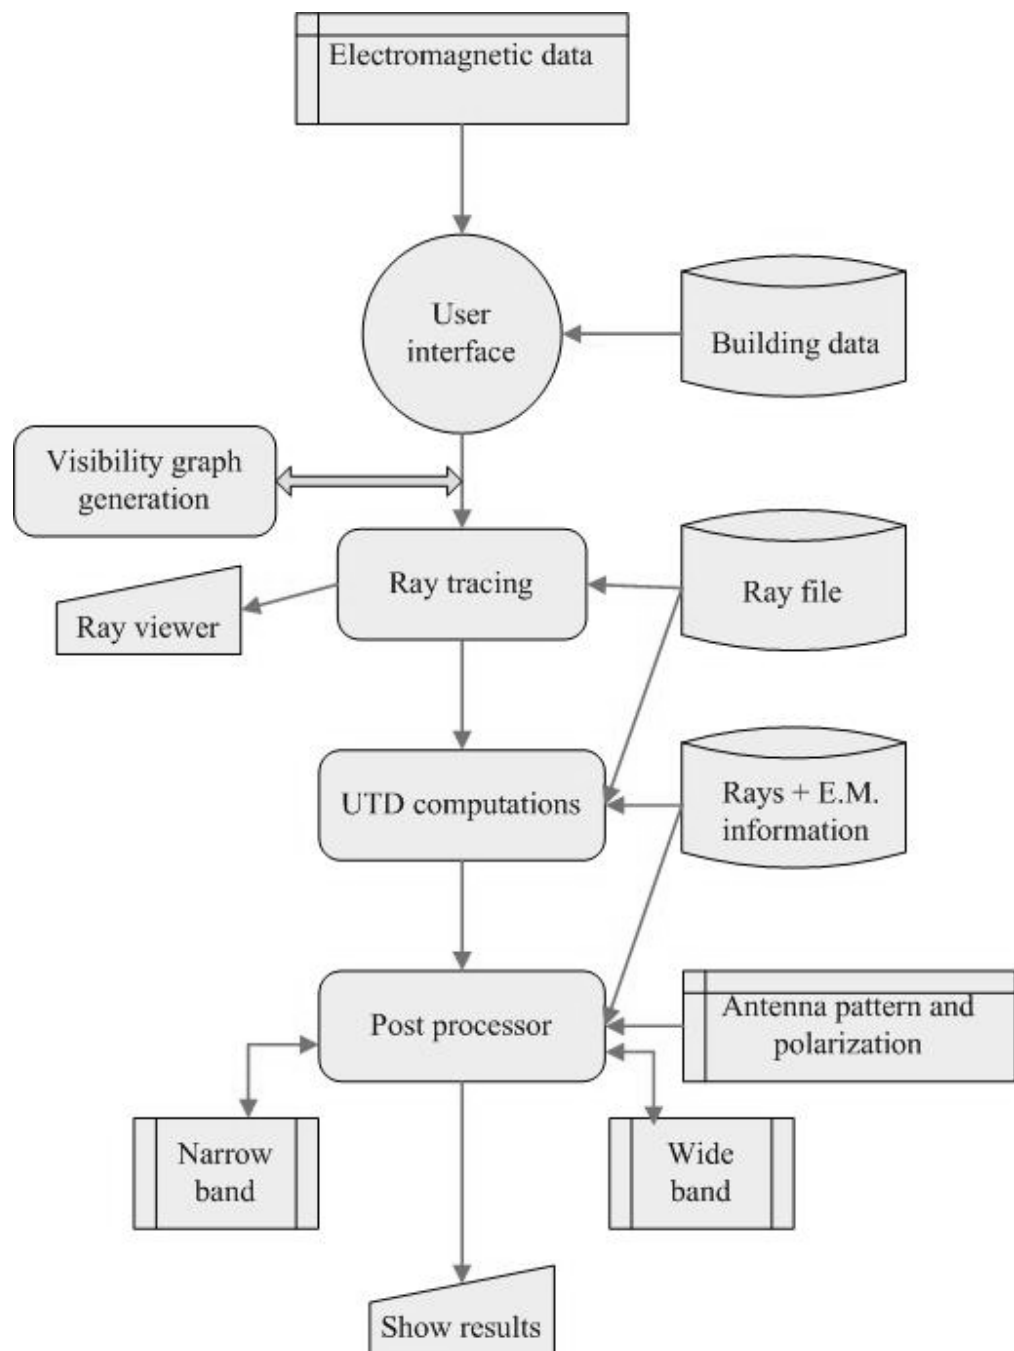 Electromagnetic data
User
interface
Building data
Visibility graph
generation
Ray tracing
Ray file
Ray viewer
UTD computations
Rays + E.M.
information
Post processor
Antenna pattern and
polarization
Narrow
band
Wide
band
Show results